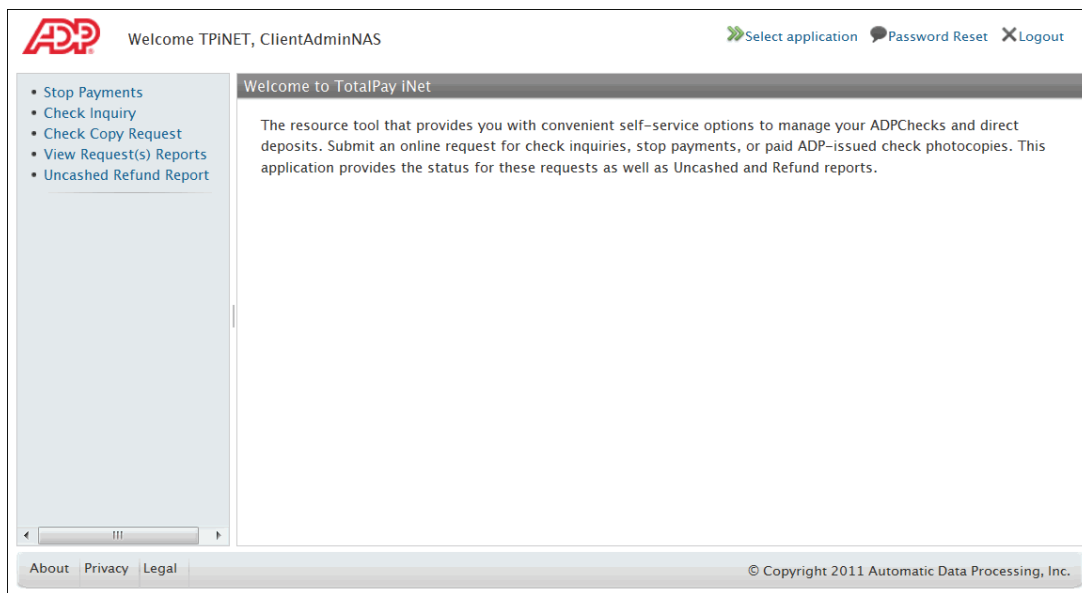 ADP
Welcome TPiNET, ClientAdminNAS
Select application Password Reset Logout
• Stop Payments
• Check Inquiry
• Check Copy Request
• View Request(s) Reports
• Uncashed Refund Report
Welcome to TotalPay iNet
The resource tool that provides you with convenient self-service options to manage your ADPChecks and direct
deposits. Submit an online request for check inquiries, stop payments, or paid ADP-issued check photocopies. This
application provides the status for these requests as well as Uncashed and Refund reports.
About Privacy Legal
© Copyright 2011 Automatic Data Processing, Inc.